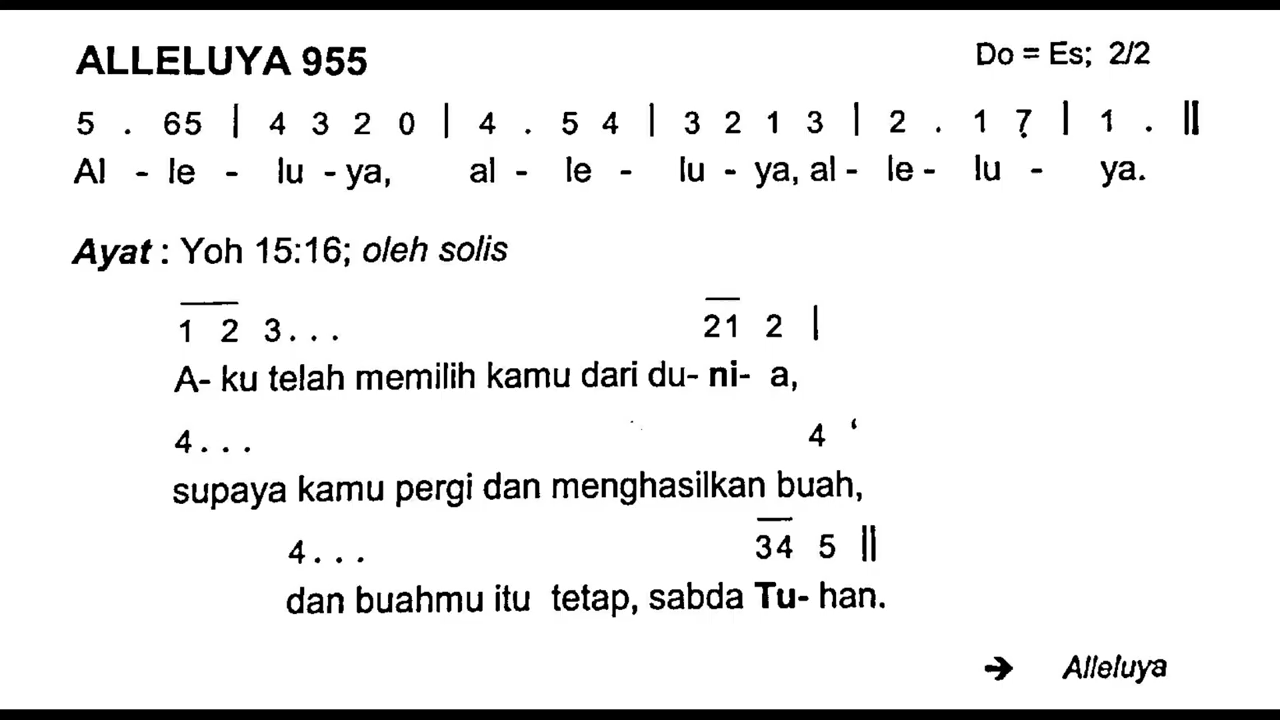 ALLELUYA 955 Do = Es; 2/2
5 . 65 | 4 3 2 0 | 4 . 5 4 | 3 2 1 3 | 2 . 1 7̣ | 1 . ||
Al - le - lu - ya, al - le - lu - ya, al - le - lu - ya.
Ayat : Yoh 15:16; oleh solis
1 2 3... 21 2 |
A- ku telah memilih kamu dari du- ni- a,
4... 4 ‘
supaya kamu pergi dan menghasilkan buah,
4... 34 5 ||
dan buahmu itu tetap, sabda Tu- han.
→ Alleluya